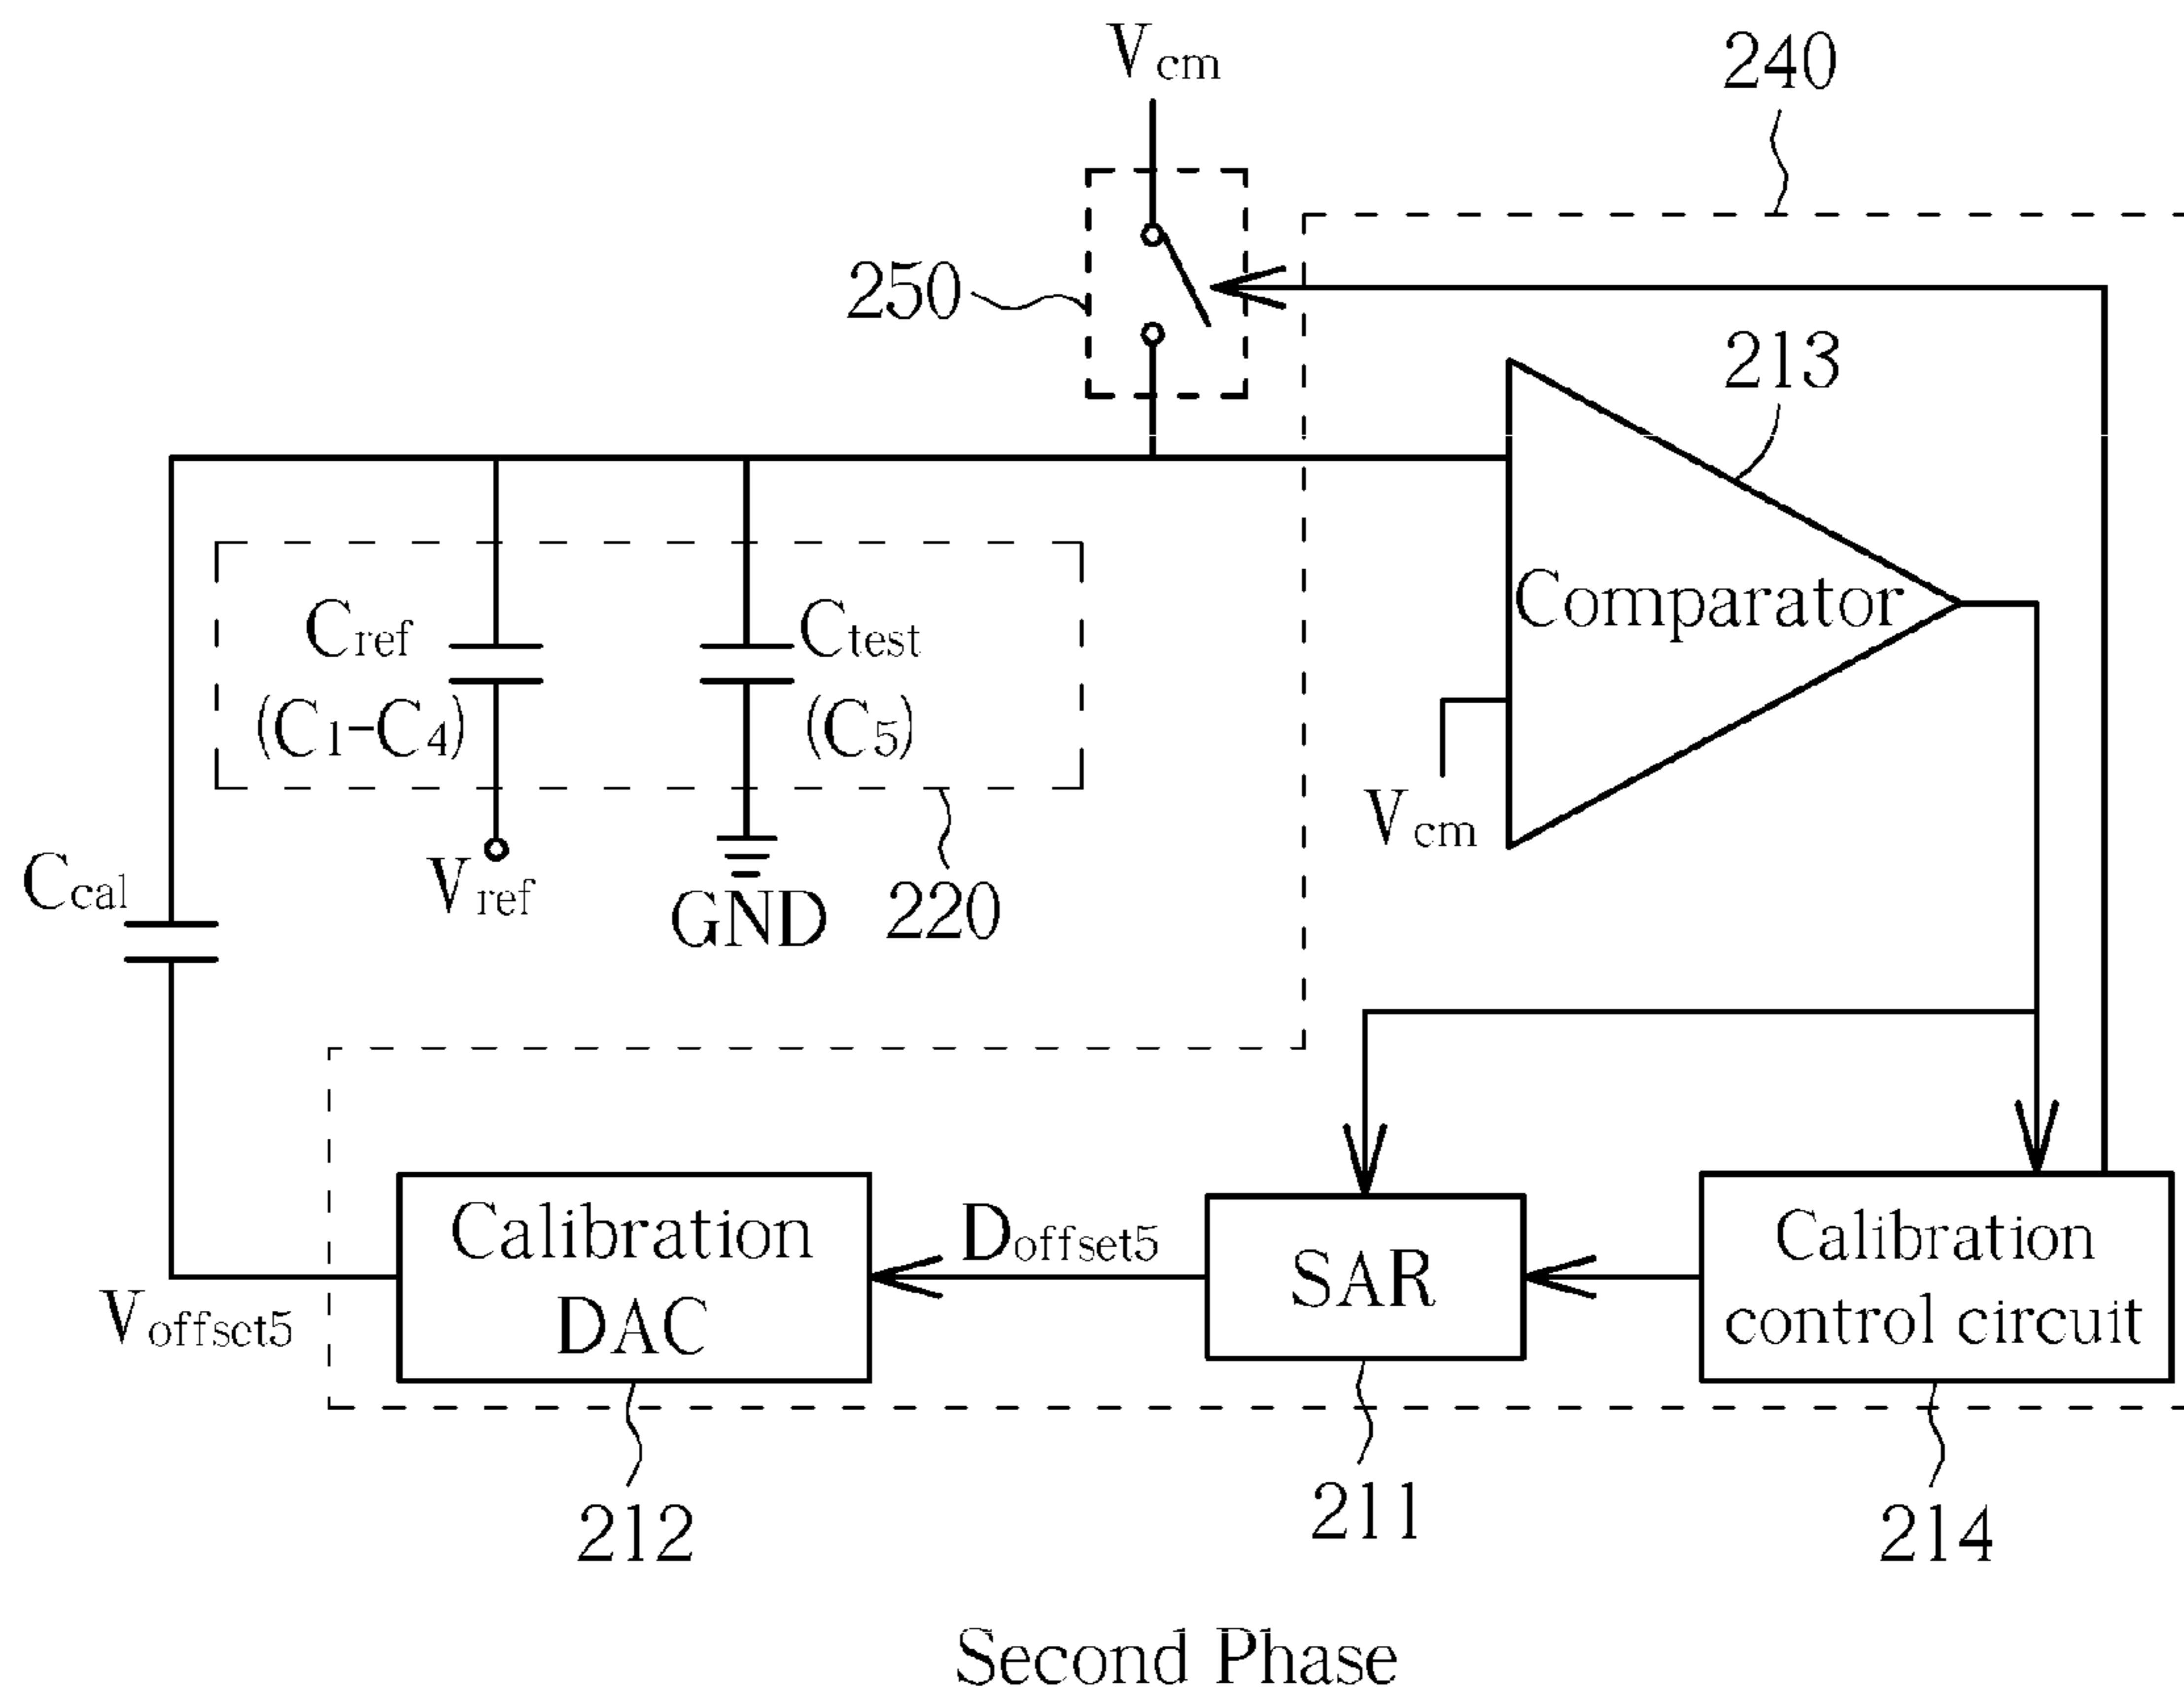 Vcm
240
250
213
Cref
(C1-C4)
Ctest
(C5)
Comparator
Vcm
Ccal
Vref
GND
220
Calibration
DAC
Doffset5
SAR
Calibration
control circuit
Voffset5
212
211
214
Second Phase